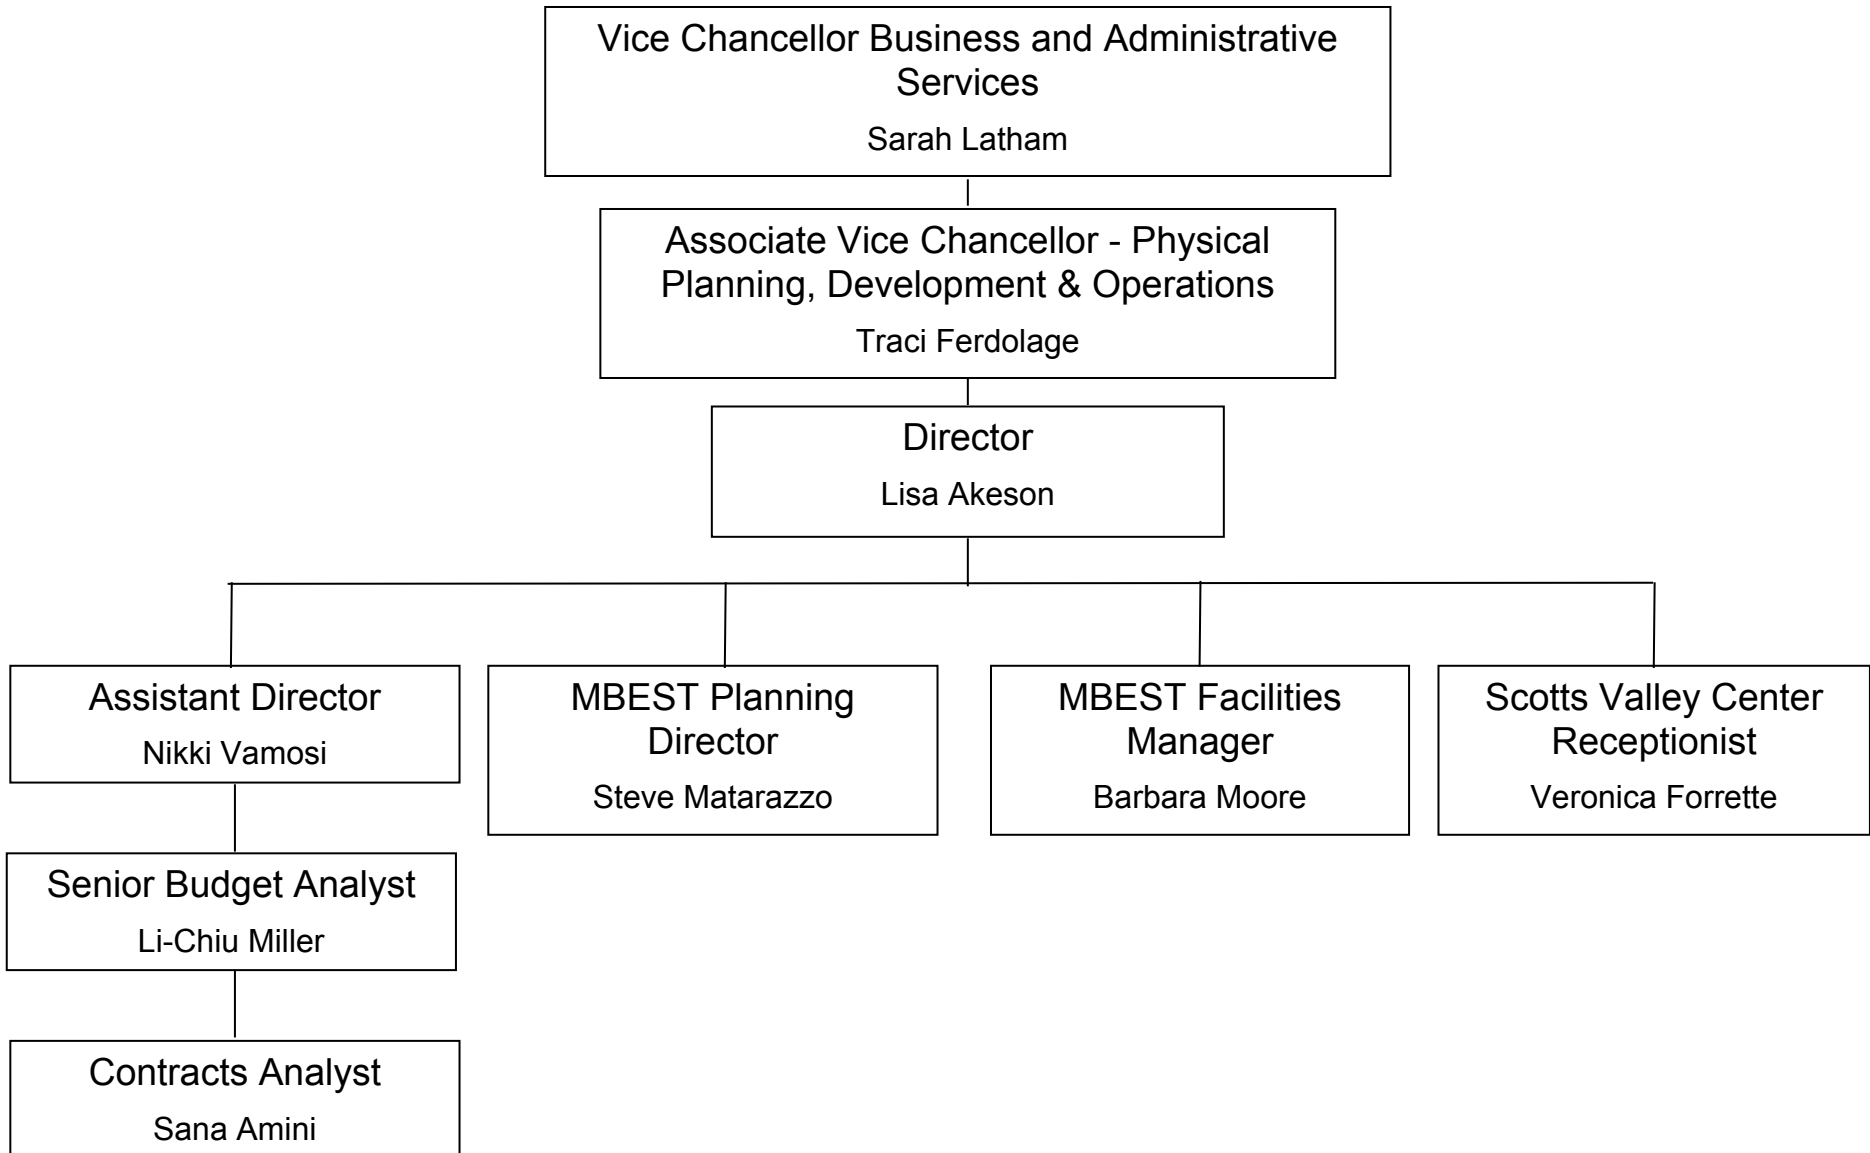 Vice Chancellor Business and Administrative
Services
Sarah Latham
Associate Vice Chancellor - Physical
Planning, Development & Operations
Traci Ferdolage
Director
Lisa Akeson
Assistant Director
Nikki Vamosi
MBEST Planning
Director
Steve Matarazzo
MBEST Facilities
Manager
Barbara Moore
Scotts Valley Center
Receptionist
Veronica Forrette
Senior Budget Analyst
Li-Chiu Miller
Contracts Analyst
Sana Amini